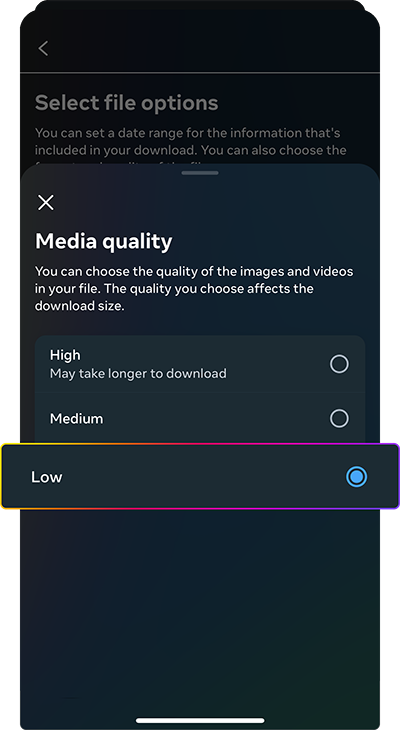 Select file options
You can set a date range for the information that's
included in your download. You can also choose the
Media quality
You can choose the quality of the images and videos
in your file. The quality you choose affects the
download size.
High
May take longer to download
Medium
Low